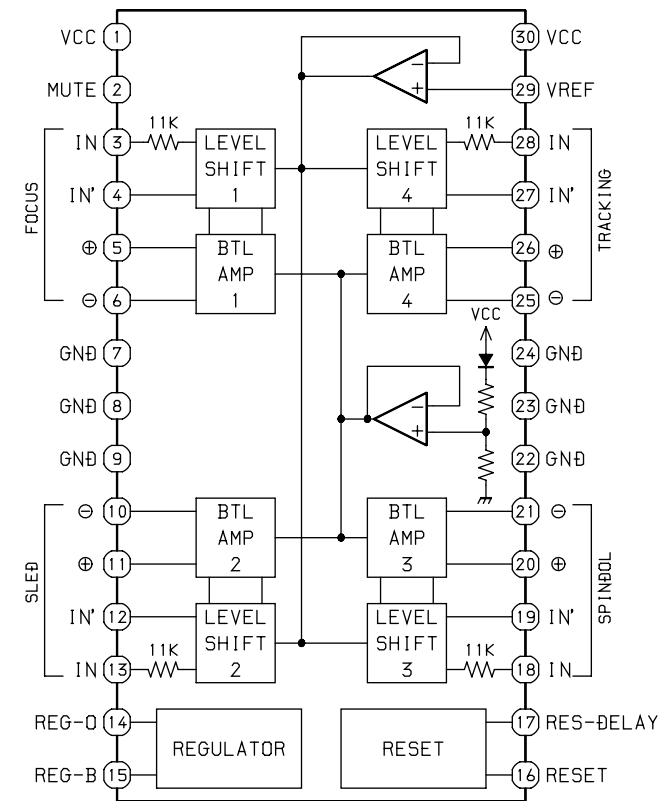 VCC 1 30 VCC
MUTE 2 29 VREF
- +
11K 11K
IN 3 LEVEL SHIFT 1 LEVEL SHIFT 4 28 IN
FOCUS TRACKING
IN' 4 27 IN'
⊕ 5 BTL AMP 1 BTL AMP 4 26 ⊕
⊖ 6 25 ⊖
VCC
GND 7 24 GND
GND 8 - + 23 GND
GND 9 22 GND
⊖ 10 BTL AMP 2 BTL AMP 3 21 ⊖
⊕ 11 20 ⊕
SLED SPINDOL
IN' 12 LEVEL SHIFT 2 LEVEL SHIFT 3 19 IN'
11K 11K
IN 13 18 IN
REG-O 14 17 RES-DELAY
REGULATOR RESET
REG-B 15 16 RESET